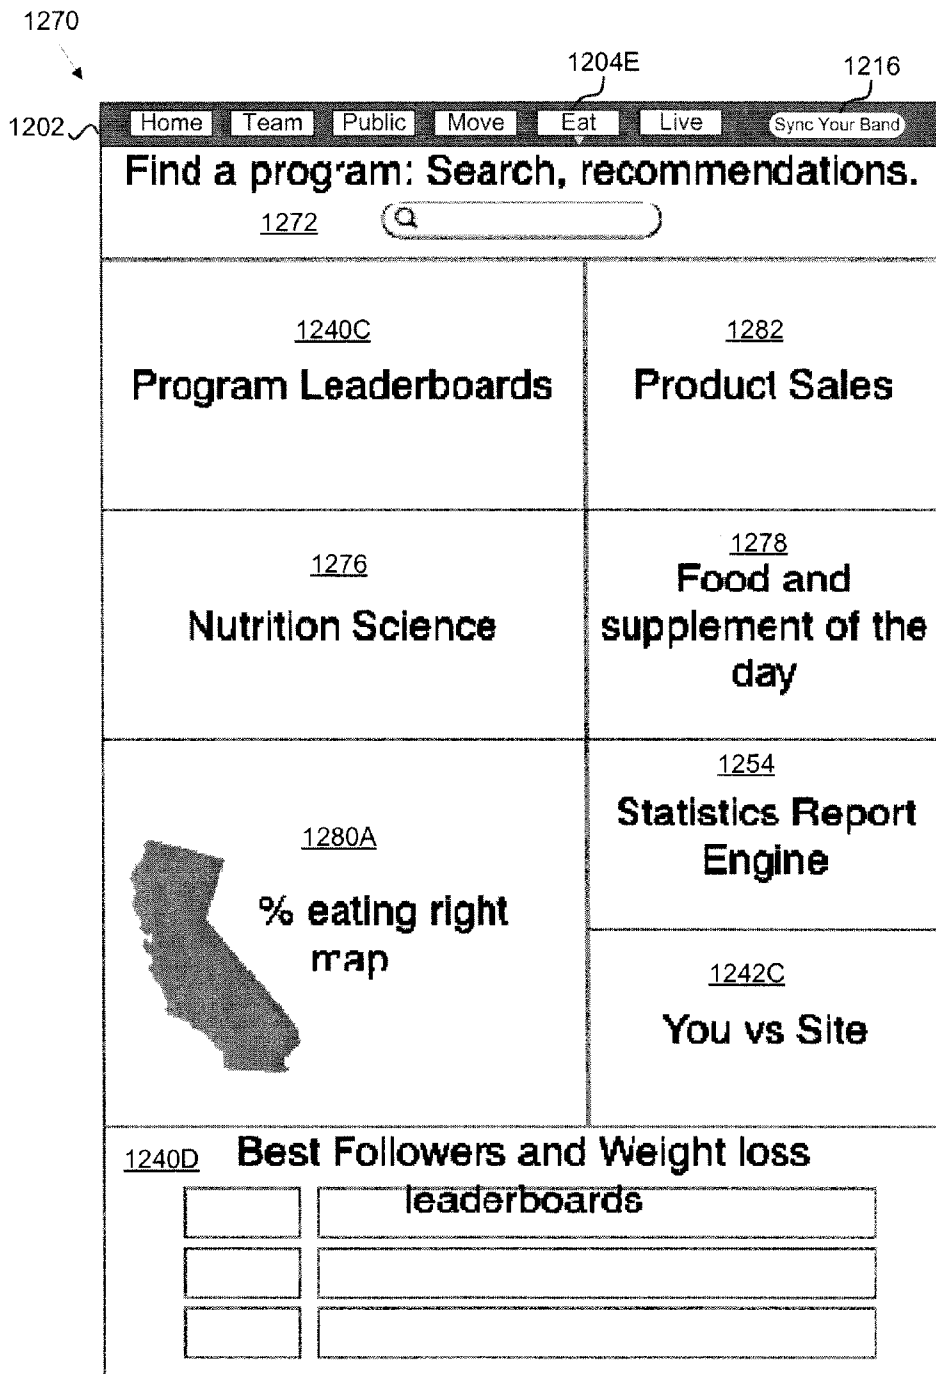 1270
1204E
1216
1202
Home Team Public Move Eat Live Sync Your Band
Find a program: Search, recommendations.
1272
1240C
Program Leaderboards
1282
Product Sales
1276
Nutrition Science
1278
Food and
supplement of the
day
1280A
% eating right
map
1254
Statistics Report
Engine
1242C
You vs Site
1240D
Best Followers and Weight loss
leaderboards